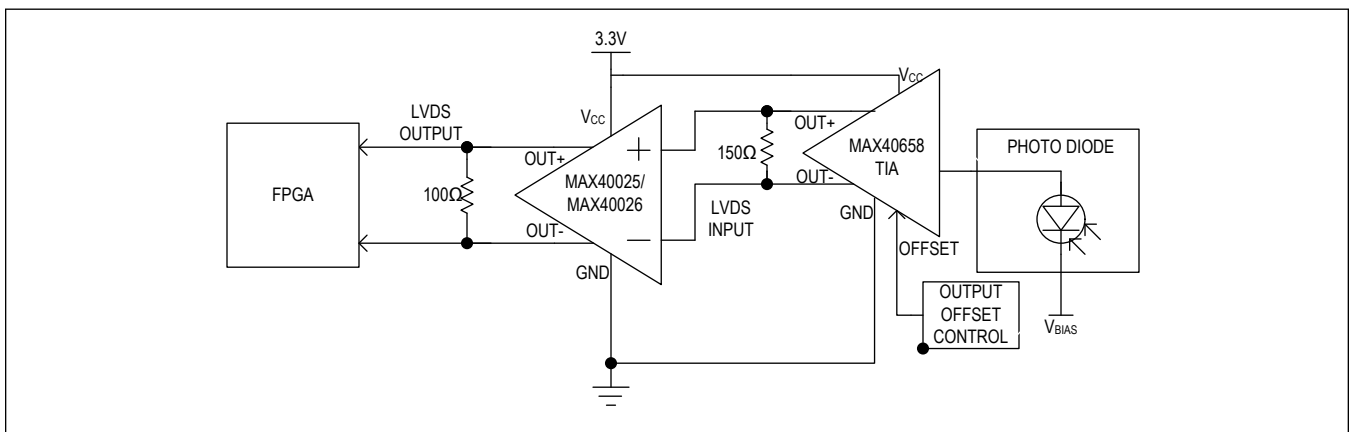 3.3V
VCC
LVDS
OUTPUT
VCC
OUT+
OUT+
MAX40658
TIA
PHOTO DIODE
150Ω
FPGA
100Ω
MAX40025/
MAX40026
+
−
OUT-
LVDS
INPUT
GND
OUT-
OFFSET
GND
OUTPUT
OFFSET
CONTROL
VBIAS